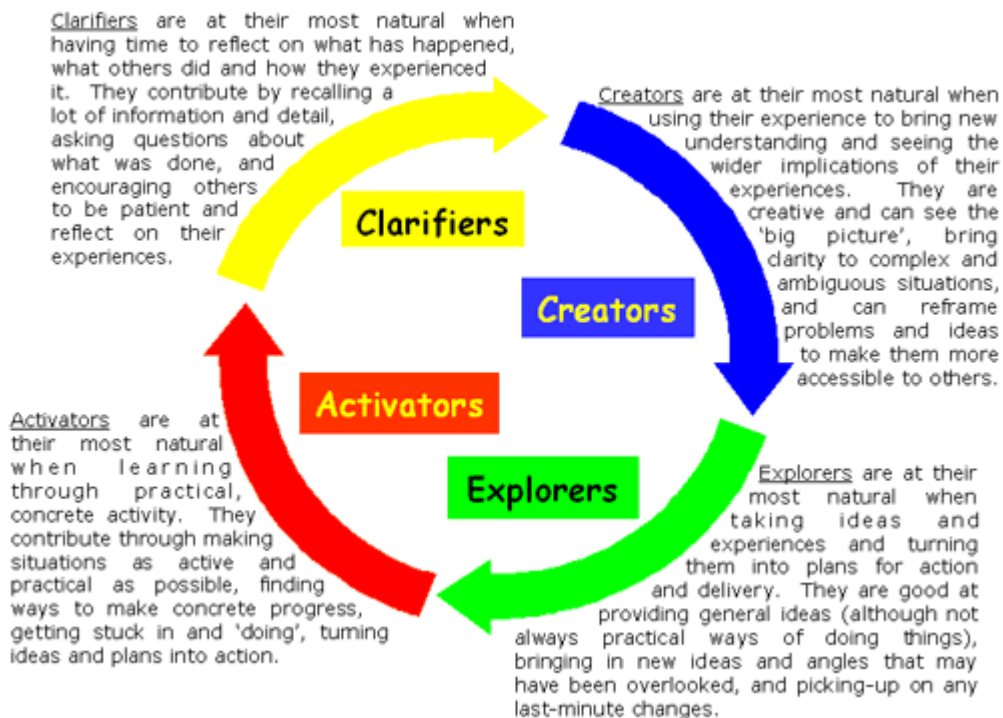 Clarifiers are at their most natural when
having time to reflect on what has happened,
what others did and how they experienced
it. They contribute by recalling a
lot of information and detail,
asking questions about
what was done, and
encouraging others
to be patient and
reflect on their
experiences.
Creators are at their most natural when
using their experience to bring new
understanding and seeing the
wider implications of their
experiences. They are
creative and can see the
‘big picture’, bring
clarity to complex and
ambiguous situations,
and can reframe
problems and ideas
to make them more
accessible to others.
Clarifiers
Creators
Activators
Explorers
Activators are at
their most natural
when learning
through practical,
concrete activity. They
contribute through making
situations as active and
practical as possible, finding
ways to make concrete progress,
getting stuck in and ‘doing’, turning
ideas and plans into action.
Explorers are at their
most natural when
taking ideas and
experiences and turning
them into plans for action
and delivery. They are good at
providing general ideas (although not
always practical ways of doing things),
bringing in new ideas and angles that may
have been overlooked, and picking-up on any
last-minute changes.